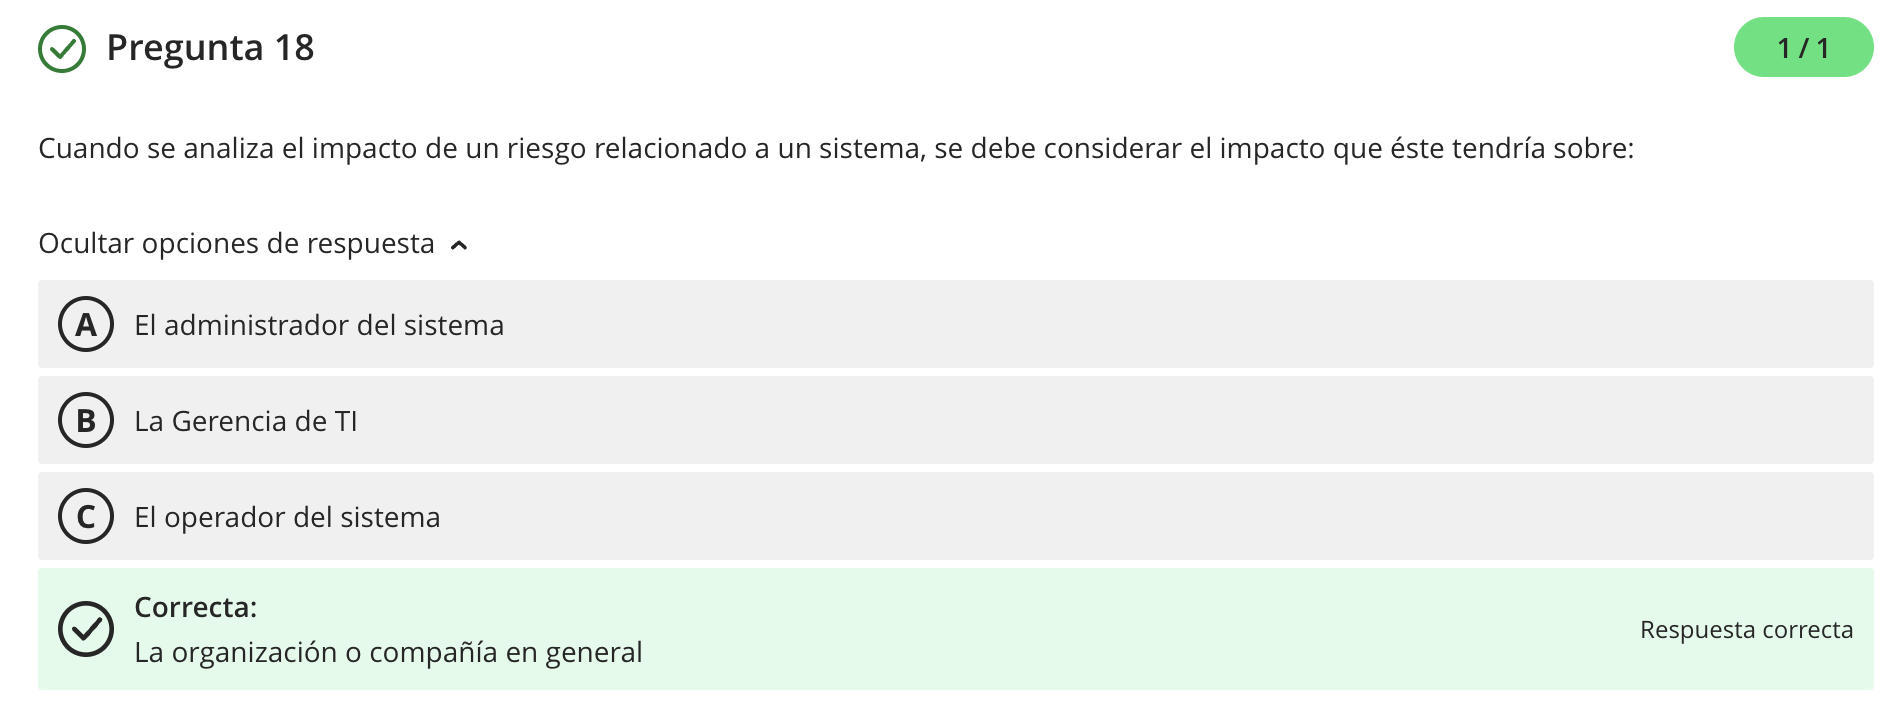 Pregunta 18
1 / 1
Cuando se analiza el impacto de un riesgo relacionado a un sistema, se debe considerar el impacto que éste tendría sobre:
Ocultar opciones de respuesta
A El administrador del sistema
B La Gerencia de TI
C El operador del sistema
Correcta:
La organización o compañía en general
Respuesta correcta